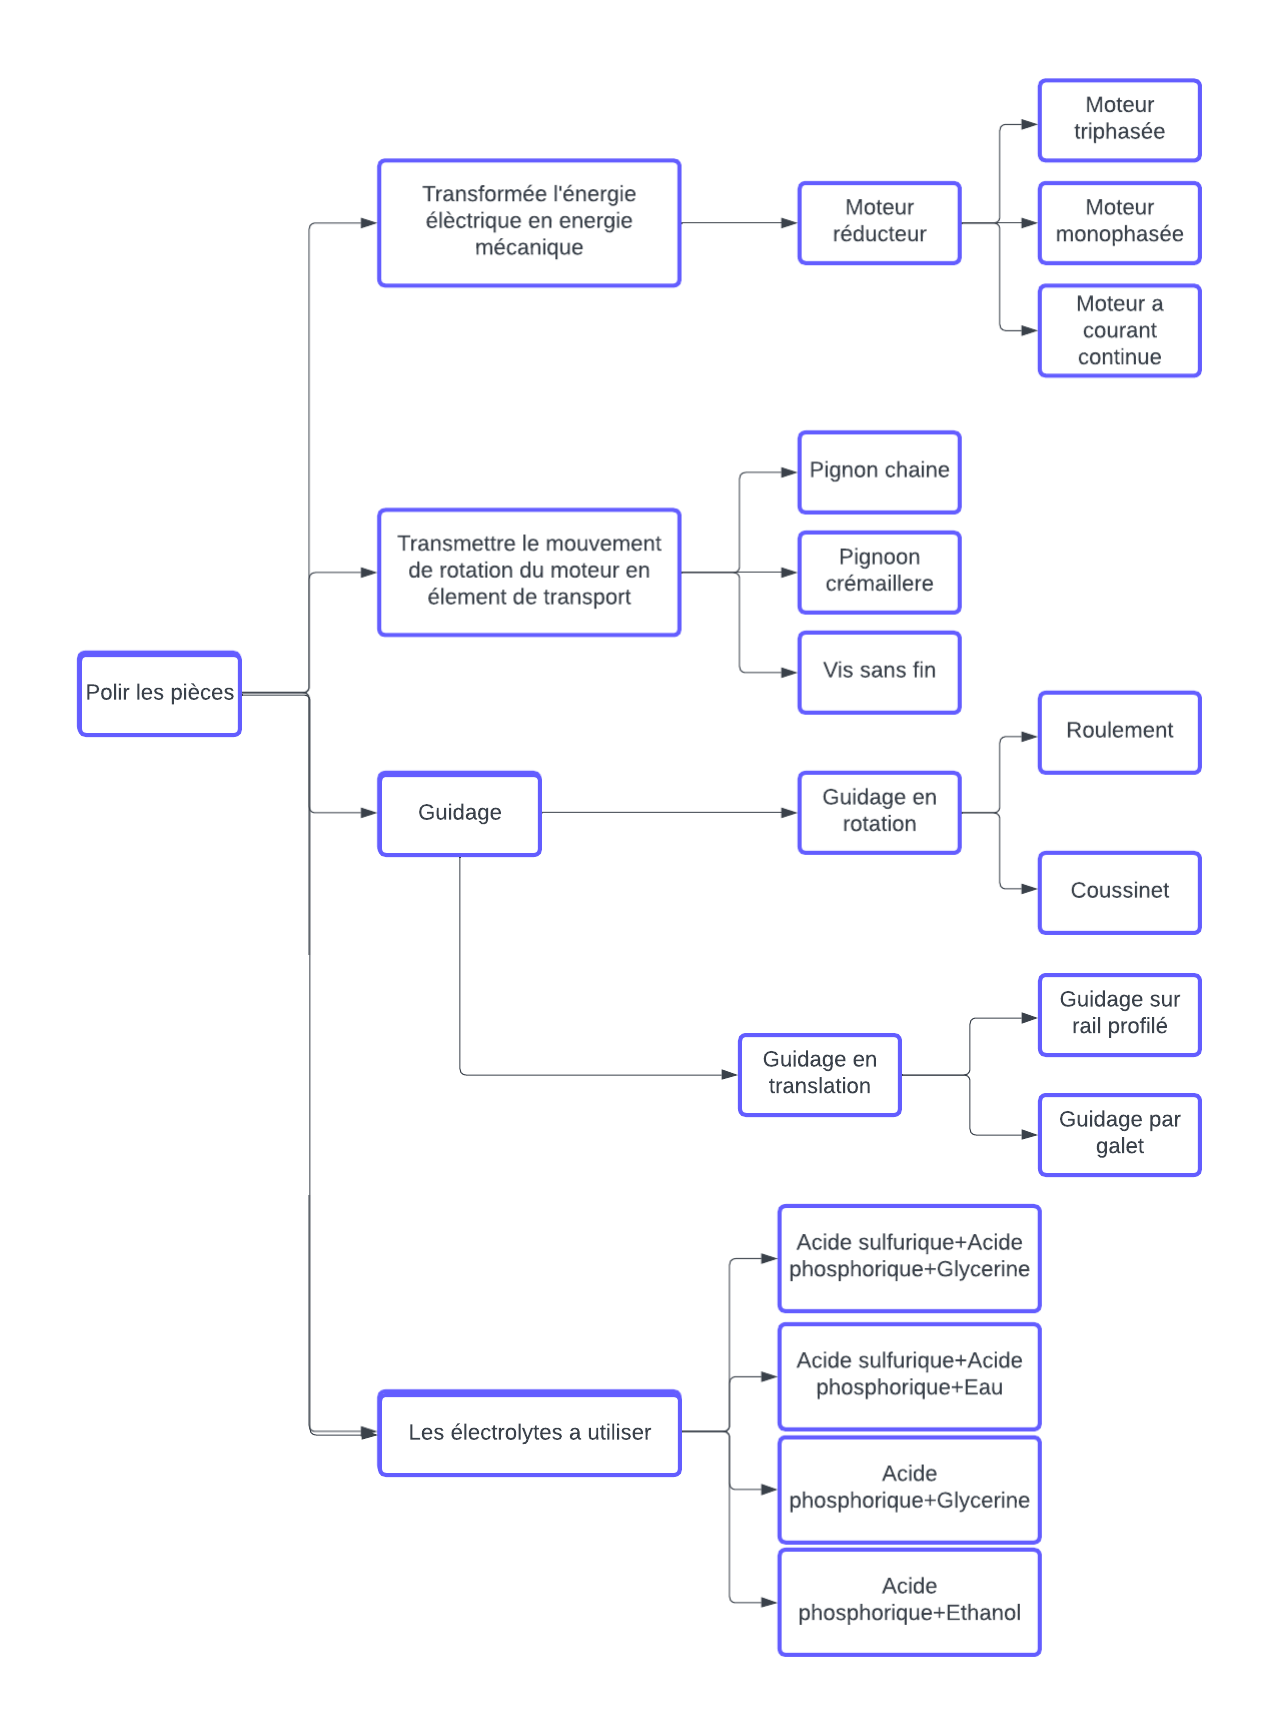 Moteur
triphasée
Transformée l'énergie
élèctrique en energie
mécanique
Moteur
réducteur
Moteur
monophasée
Moteur a
courant
continue
Pignon chaine
Transmettre le mouvement
de rotation du moteur en
élement de transport
Pignoon
crémaillere
Vis sans fin
Polir les pièces
Roulement
Guidage
Guidage en
rotation
Coussinet
Guidage sur
rail profilé
Guidage en
translation
Guidage par
galet
Acide sulfurique+Acide
phosphorique+Glycerine
Acide sulfurique+Acide
phosphorique+Eau
Les électrolytes a utiliser
Acide
phosphorique+Glycerine
Acide
phosphorique+Ethanol